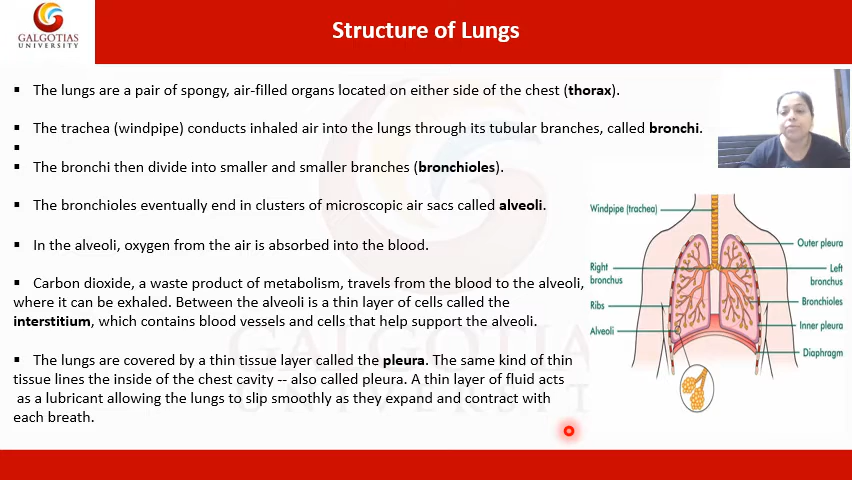 GALGOTIAS
UNIVERSITY
Structure of Lungs
▪ The lungs are a pair of spongy, air-filled organs located on either side of the chest (thorax).
▪ The trachea (windpipe) conducts inhaled air into the lungs through its tubular branches, called bronchi.
▪
▪ The bronchi then divide into smaller and smaller branches (bronchioles).
▪ The bronchioles eventually end in clusters of microscopic air sacs called alveoli.
▪ In the alveoli, oxygen from the air is absorbed into the blood.
▪ Carbon dioxide, a waste product of metabolism, travels from the blood to the alveoli,
where it can be exhaled. Between the alveoli is a thin layer of cells called the
interstitium, which contains blood vessels and cells that help support the alveoli.
▪ The lungs are covered by a thin tissue layer called the pleura. The same kind of thin
tissue lines the inside of the chest cavity -- also called pleura. A thin layer of fluid acts
as a lubricant allowing the lungs to slip smoothly as they expand and contract with
each breath.
Windpipe (trachea)
Right
bronchus
Ribs
Alveoli
Outer pleura
Left
bronchus
Bronchioles
Inner pleura
Diaphragm